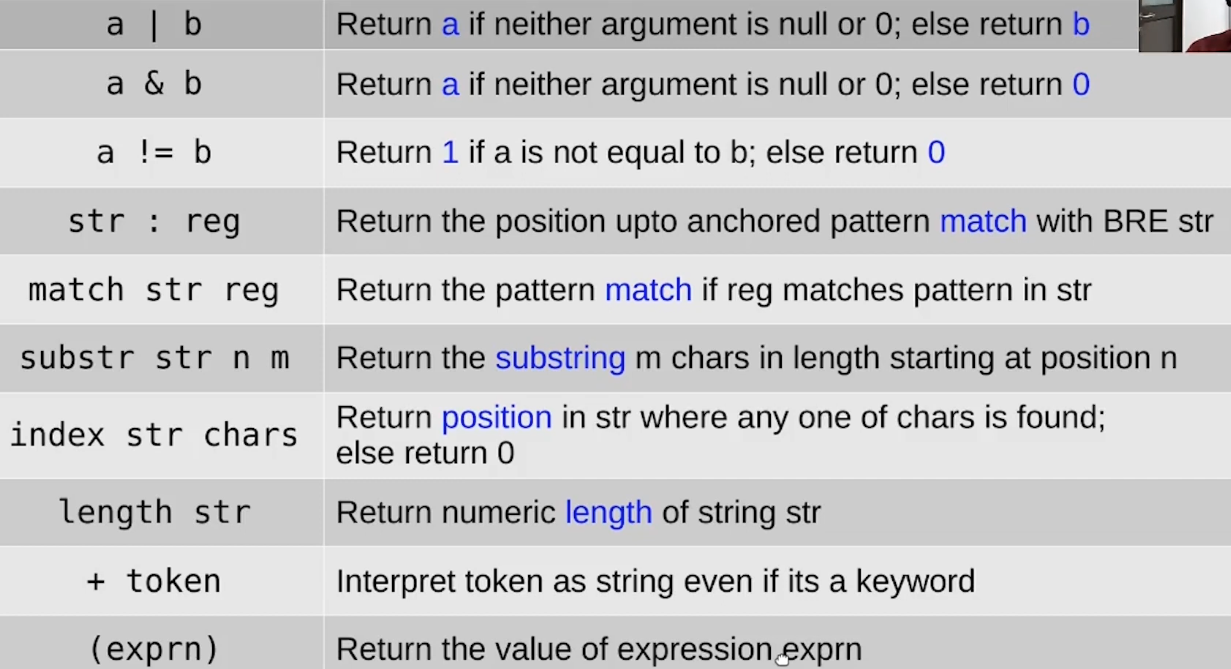 a | b Return a if neither argument is null or 0; else return b
a & b Return a if neither argument is null or 0; else return 0
a != b Return 1 if a is not equal to b; else return 0
str : reg Return the position upto anchored pattern match with BRE str
match str reg Return the pattern match if reg matches pattern in str
substr str n m Return the substring m chars in length starting at position n
index str chars Return position in str where any one of chars is found;
else return 0
length str Return numeric length of string str
+ token Interpret token as string even if its a keyword
(exprn) Return the value of expression exprn